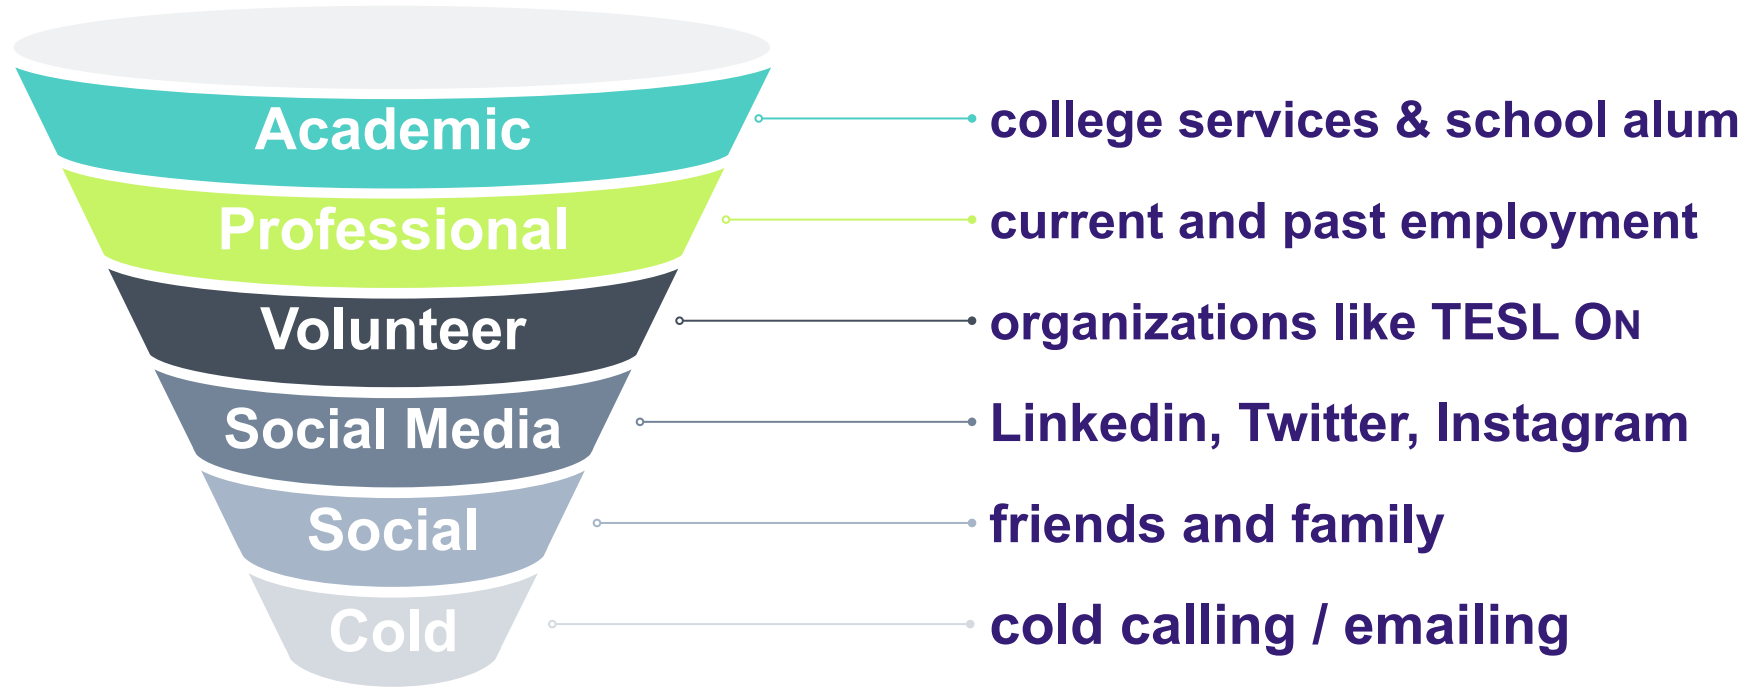 Academic
college services & school alum
Professional
current and past employment
Volunteer
organizations like TESL ON
Social Media
Linkedin, Twitter, Instagram
Social
friends and family
Cold
cold calling / emailing